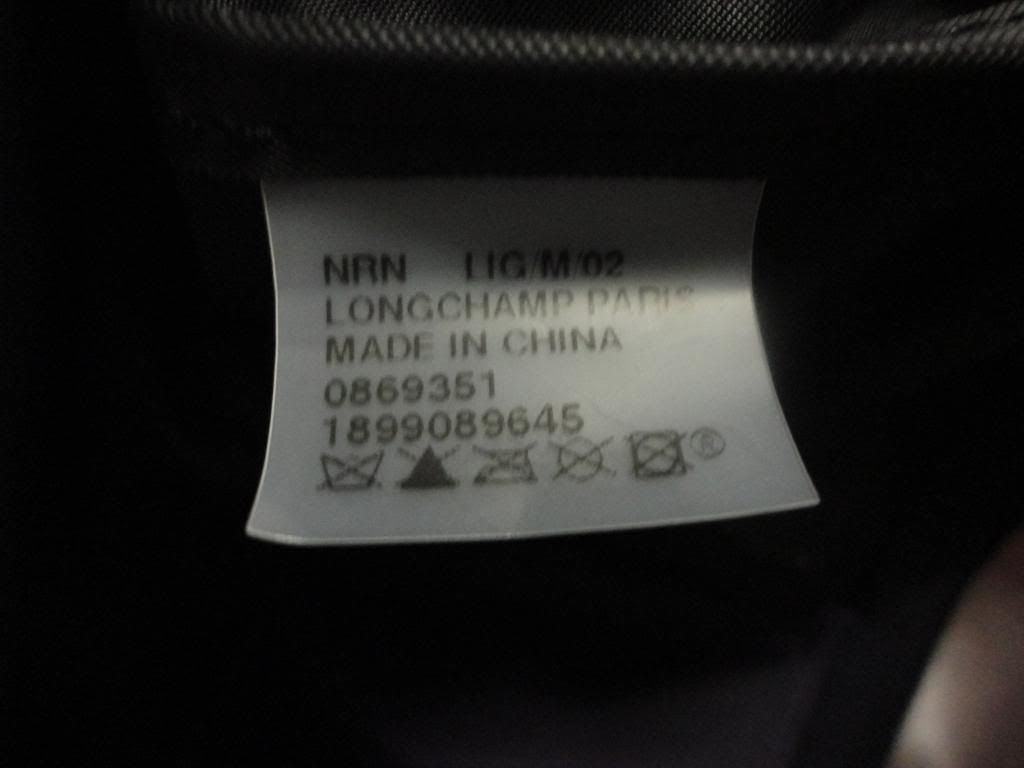 NRN LIG/M/02
LONGCHAMP PARIS
MADE IN CHINA
0869351
1899089645
®